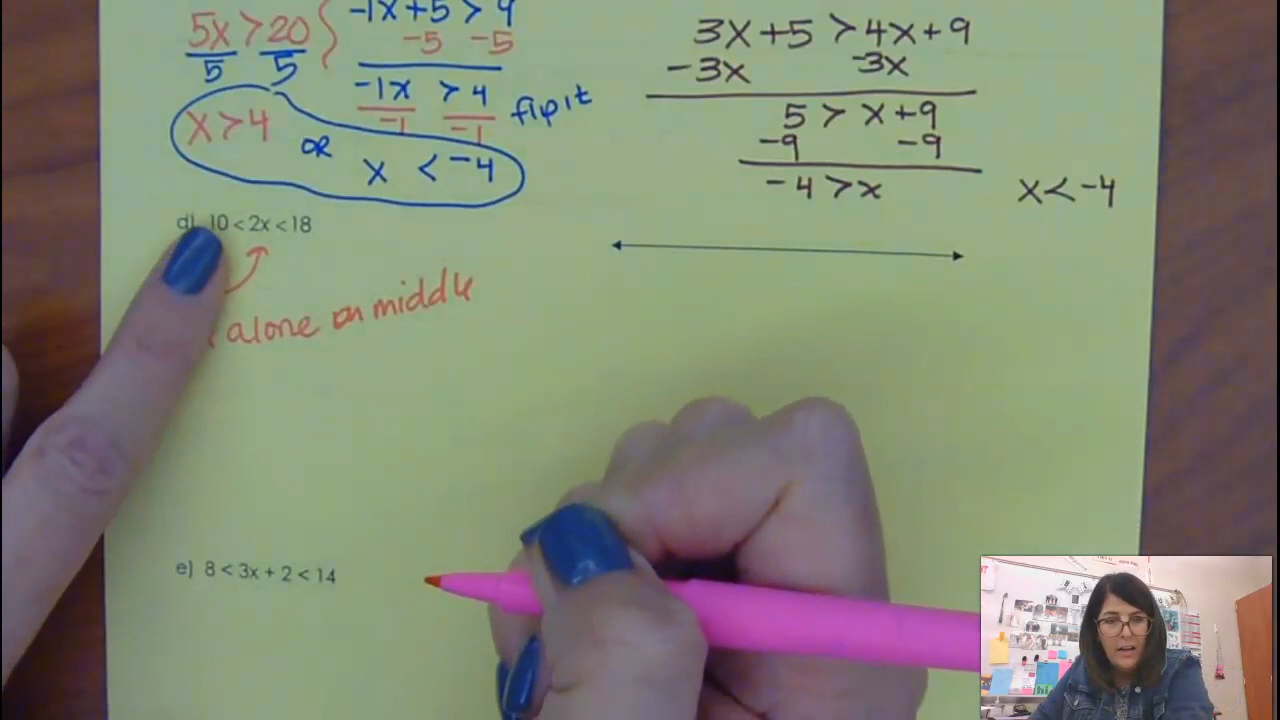 5x > 20
5 5
x > 4
OR
-1x + 5 > 9
-5 -5
-1x > 4
-1 -1
flip it
x < -4
d) 10 < 2x < 18
alone on middle
e) 8 < 3x + 2 < 14
3x + 5 > 4x + 9
-3x -3x
5 > x + 9
-9 -9
-4 > x
x < -4